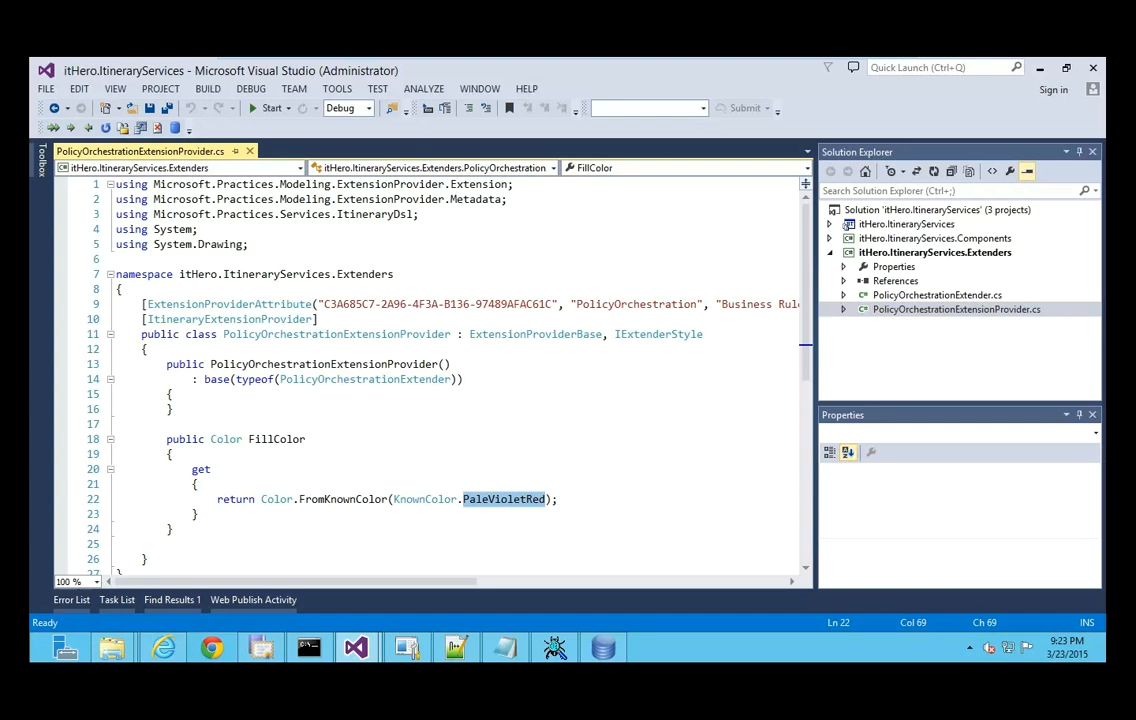 itHero.ItineraryServices - Microsoft Visual Studio (Administrator)
Quick Launch (Ctrl+Q)
FILE EDIT VIEW PROJECT BUILD DEBUG TEAM TOOLS TEST ANALYZE WINDOW HELP
Sign in
Start Debug Submit
Toolbox
PolicyOrchestrationExtensionProvider.cs
itHero.ItineraryServices.Extenders
itHero.ItineraryServices.Extenders.PolicyOrchestration
FillColor
1 using Microsoft.Practices.Modeling.ExtensionProvider.Extension;
2 using Microsoft.Practices.Modeling.ExtensionProvider.Metadata;
3 using Microsoft.Practices.Services.ItineraryDsl;
4 using System;
5 using System.Drawing;
6
7 namespace itHero.ItineraryServices.Extenders
8 {
9 [ExtensionProviderAttribute("C3A685C7-2A96-4F3A-B136-97489AFAC61C", "PolicyOrchestration", "Business Rul
10 [ItineraryExtensionProvider]
11 public class PolicyOrchestrationExtensionProvider : ExtensionProviderBase, IExtenderStyle
12 {
13 public PolicyOrchestrationExtensionProvider()
14 : base(typeof(PolicyOrchestrationExtender))
15 {
16 }
17
18 public Color FillColor
19 {
20 get
21 {
22 return Color.FromKnownColor(KnownColor.PaleVioletRed);
23 }
24 }
25
26 }
27 }
100 %
Solution Explorer
Search Solution Explorer (Ctrl+;)
Solution 'itHero.ItineraryServices' (3 projects)
itHero.ItineraryServices
itHero.ItineraryServices.Components
itHero.ItineraryServices.Extenders
Properties
References
PolicyOrchestrationExtender.cs
PolicyOrchestrationExtensionProvider.cs
Properties
Error List Task List Find Results 1 Web Publish Activity
Ready Ln 22 Col 69 Ch 69 INS
9:23 PM
3/23/2015